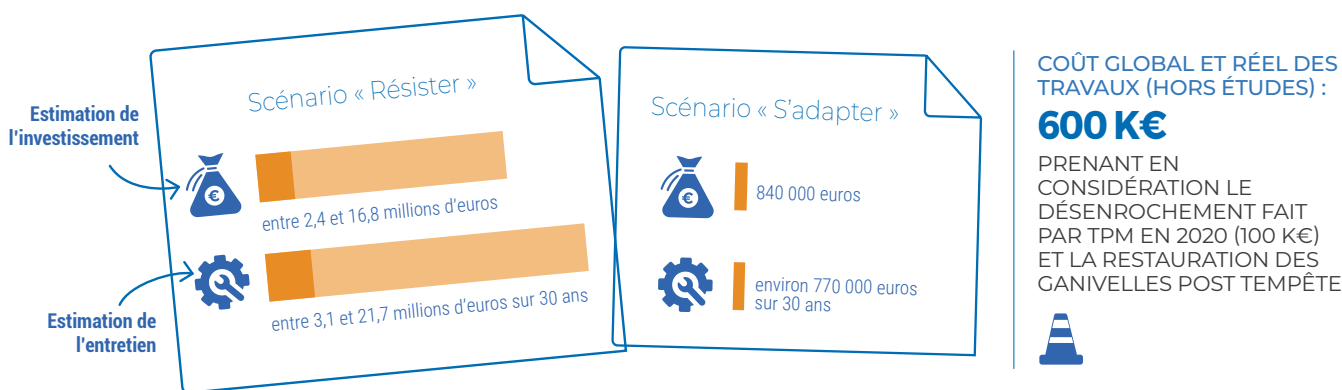 Estimation de
l'investissement
Scénario « Résister »
€
entre 2,4 et 16,8 millions d'euros
Estimation de
l'entretien
entre 3,1 et 21,7 millions d'euros sur 30 ans
Scénario « S'adapter »
€
840 000 euros
environ 770 000 euros
sur 30 ans
COÛT GLOBAL ET RÉEL DES
TRAVAUX (HORS ÉTUDES) :
600 K€
PRENANT EN
CONSIDÉRATION LE
DÉSENROCHEMENT FAIT
PAR TPM EN 2020 (100 K€)
ET LA RESTAURATION DES
GANIVELLES POST TEMPÊTE